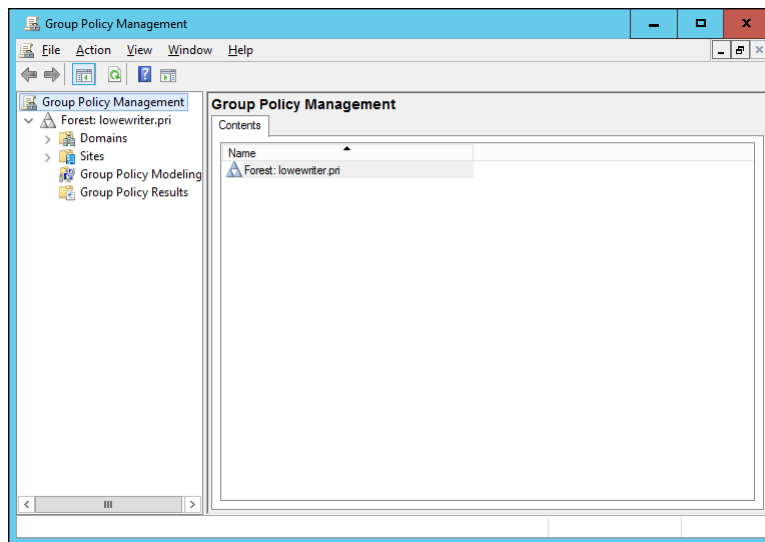 Group Policy Management
File Action View Window Help
Group Policy Management
Forest: lowewriter.pri
Domains
Sites
Group Policy Modeling
Group Policy Results
Group Policy Management
Contents
Name
Forest: lowewriter.pri